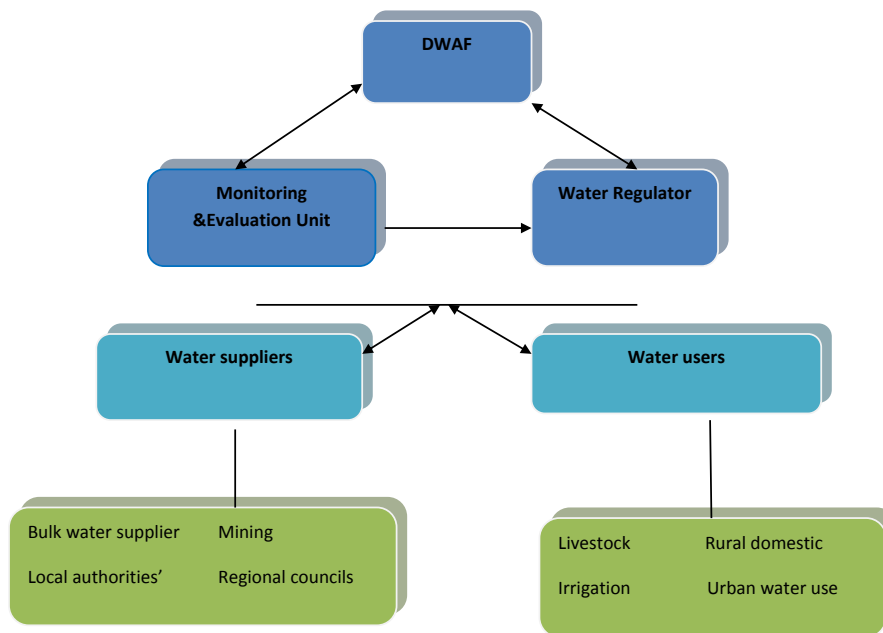 DWAF
Monitoring
&Evaluation Unit
Water Regulator
Water suppliers
Water users
Bulk water supplier Mining
Local authorities’ Regional councils
Livestock Rural domestic
Irrigation Urban water use